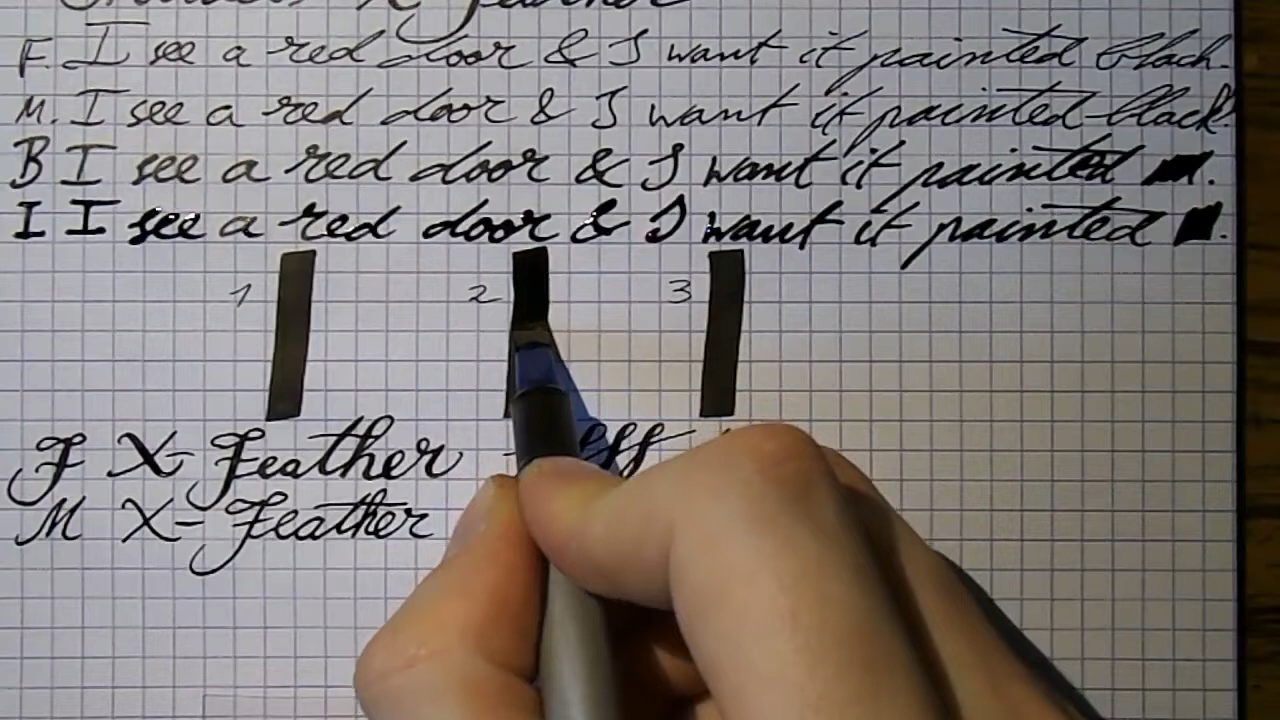 X Feather
F. I see a red door & I want it painted black.
M. I see a red door & I want it painted black.
B I see a red door & I want it painted
I I see a red door & I want it painted
1 2 3
F X-Feather
M X-Feather